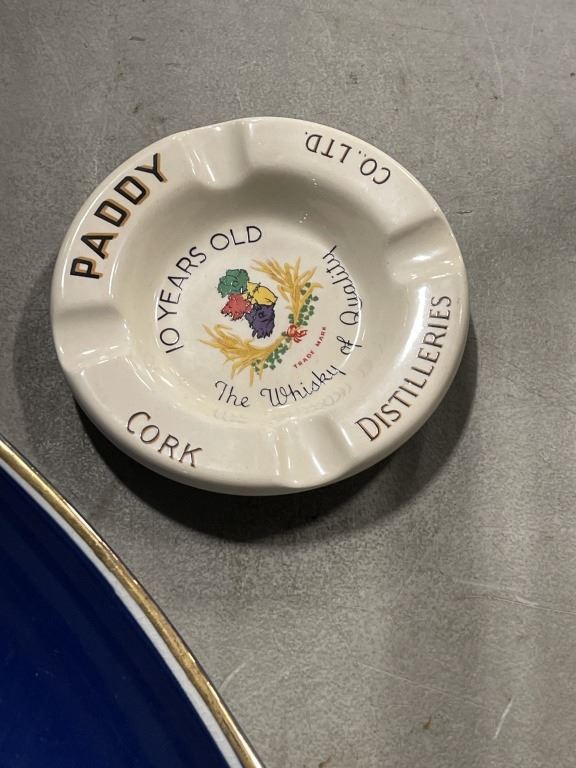 PADDY
CORK
DISTILLERIES
CO., LTD.
10 YEARS OLD
The Whisky of Quality
TRADE MARK